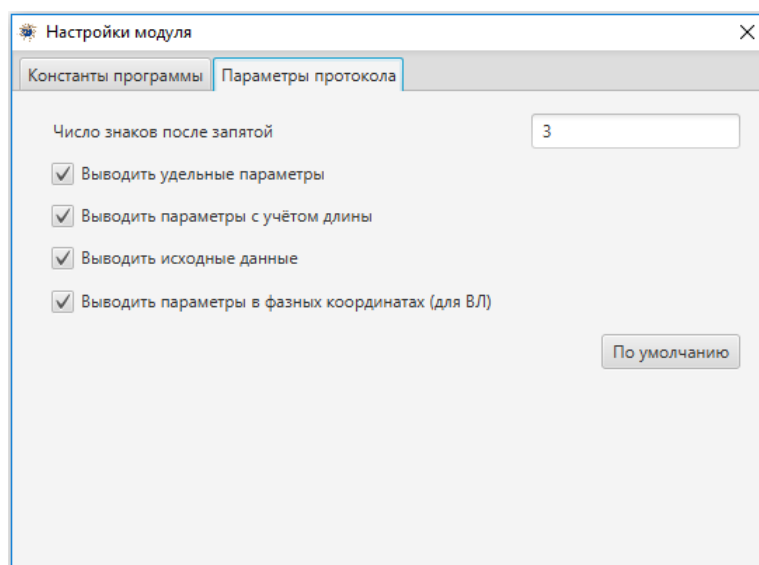 Настройки модуля
Константы программы Параметры протокола
Число знаков после запятой 3
Выводить удельные параметры
Выводить параметры с учётом длины
Выводить исходные данные
Выводить параметры в фазных координатах (для ВЛ)
По умолчанию